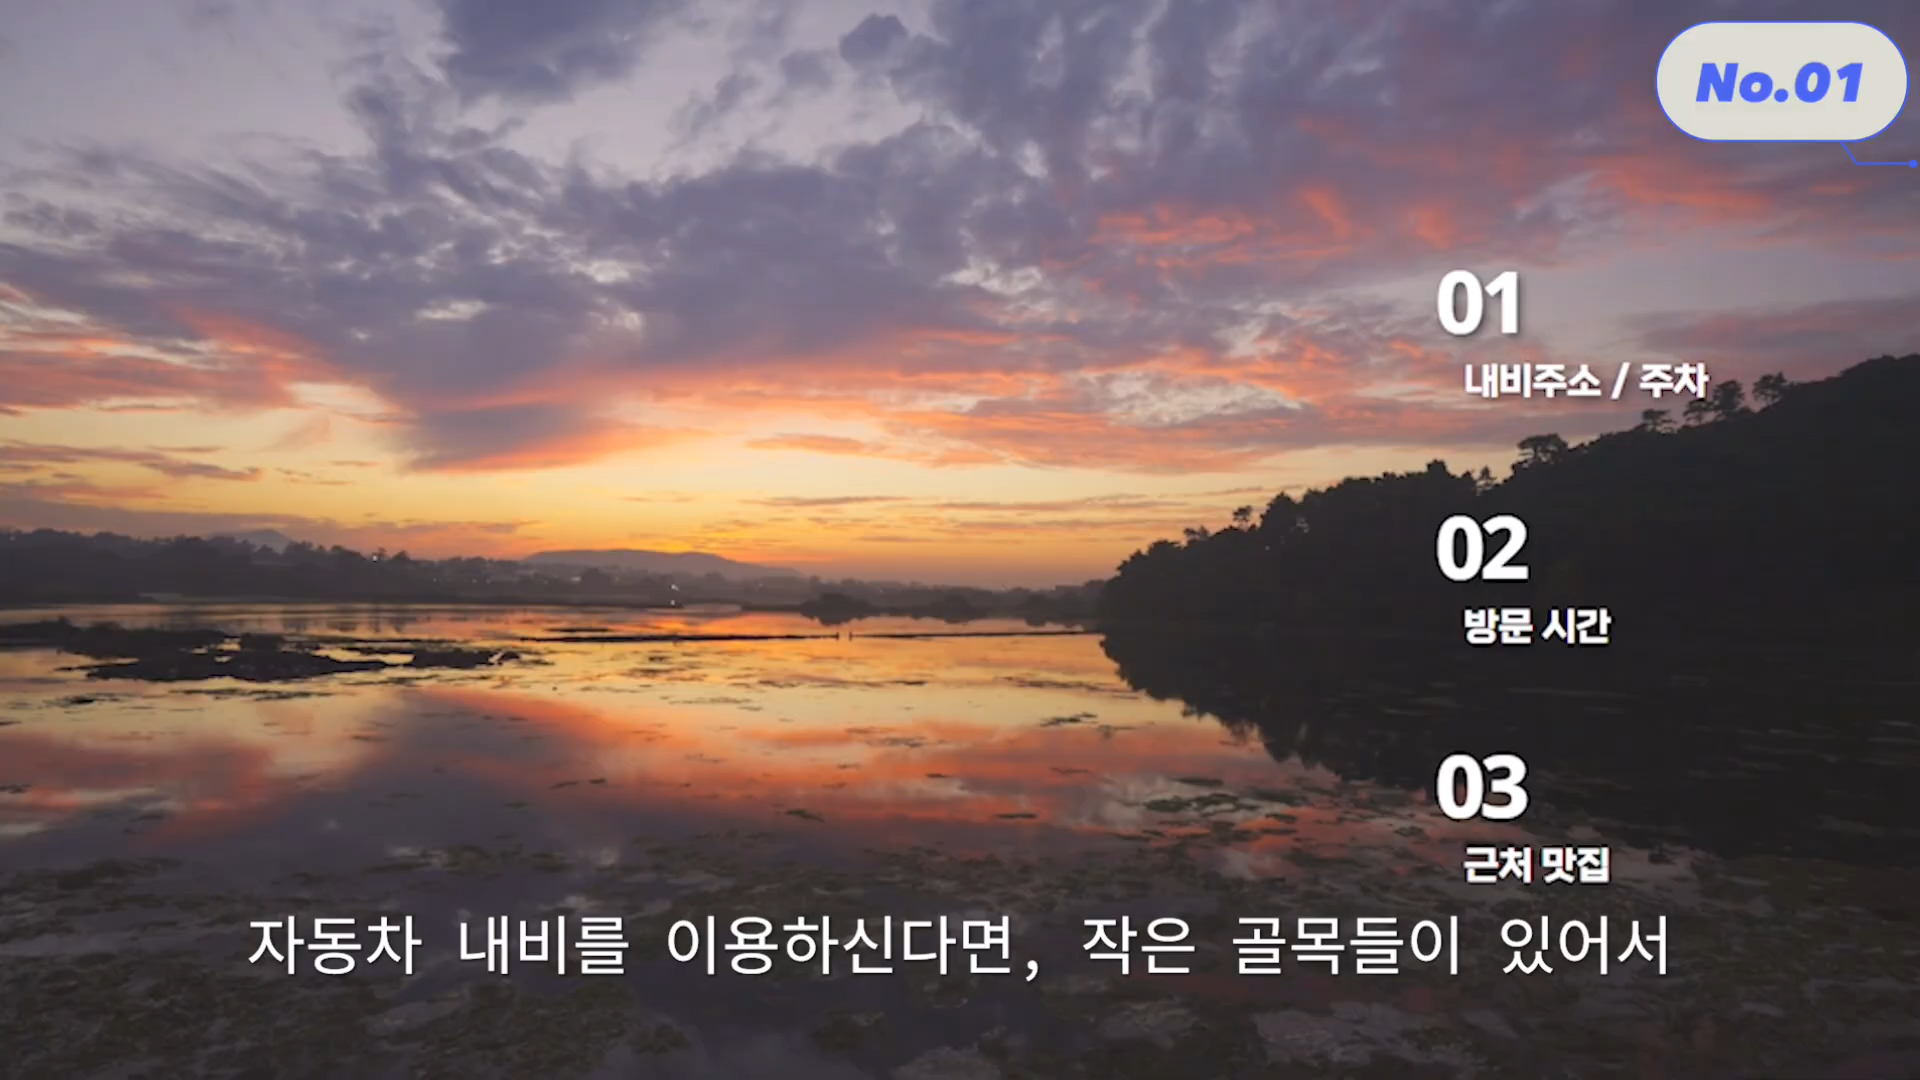 No.01
01
내비주소 / 주차
02
방문 시간
03
근처 맛집
자동차 내비를 이용하신다면, 작은 골목들이 있어서